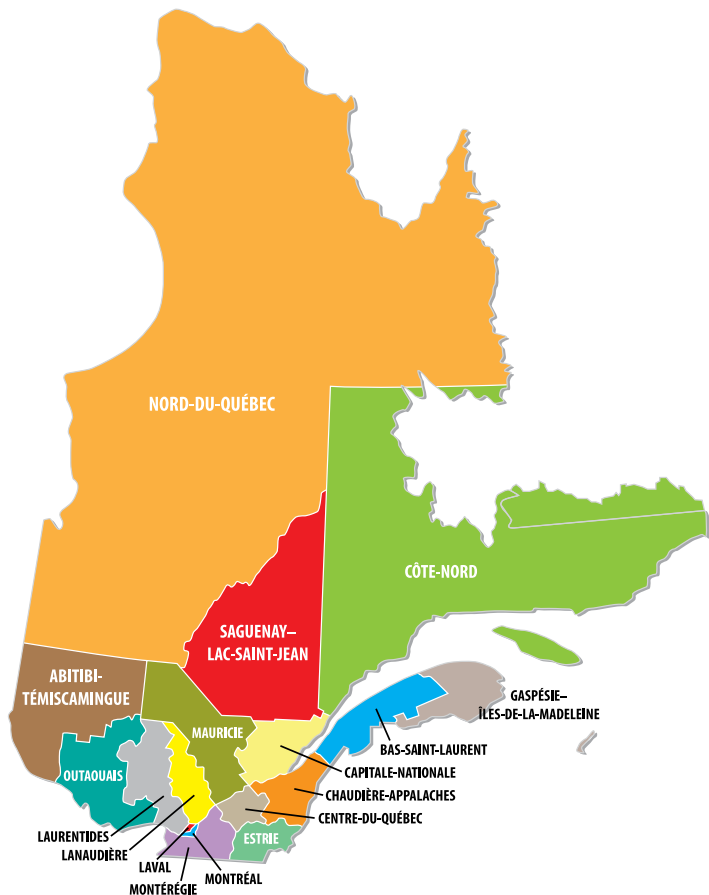 NORD-DU-QUÉBEC
CÔTE-NORD
SAGUENAY–
LAC-SAINT-JEAN
ABITIBI-
TÉMISCAMINGUE
GASPÉSIE–
ÎLES-DE-LA-MADELEINE
MAURICIE
BAS-SAINT-LAURENT
OUTAOUAIS
CAPITALE-NATIONALE
CHAUDIÈRE-APPALACHES
CENTRE-DU-QUÉBEC
LAURENTIDES
ESTRIE
LANAUDIÈRE
LAVAL
MONTRÉAL
MONTÉRÉGIE